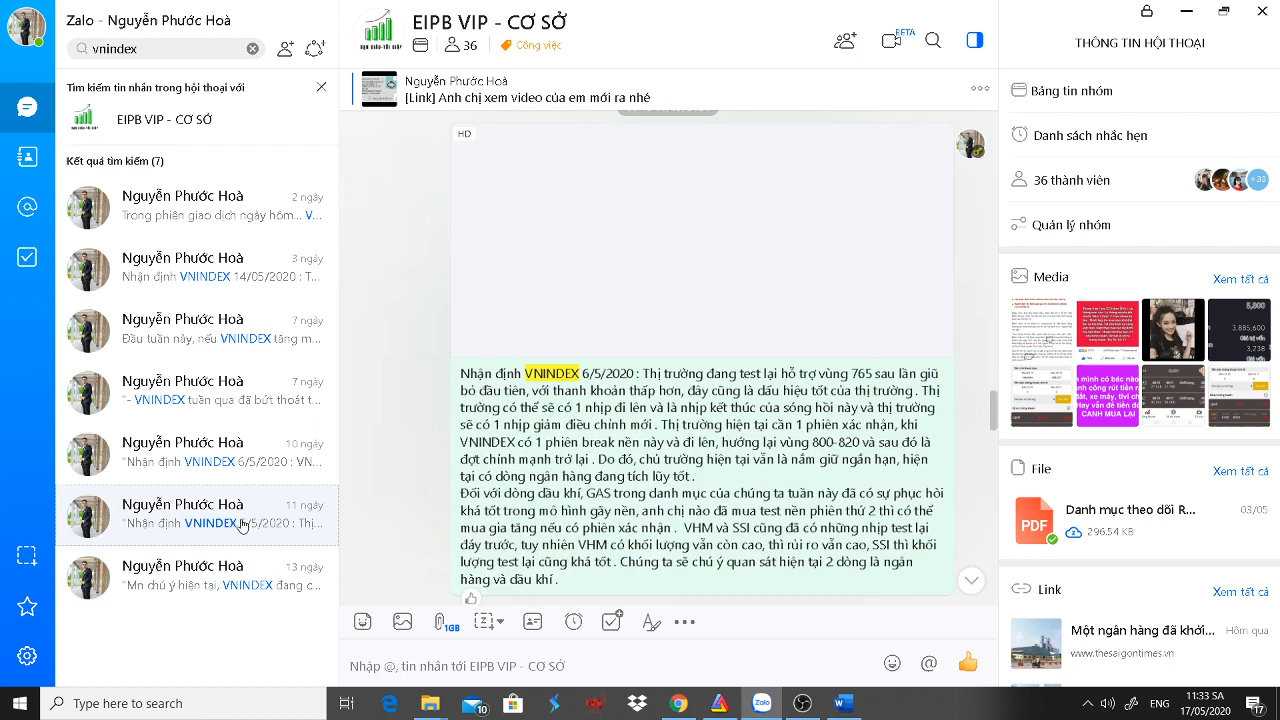 Zalo - Nguyễn Phước Hoà
vnindex
Tìm kiếm
trong trong hội thoại với
EIPB VIP - CƠ SỞ
Kết quả tìm kiếm (7)
Nguyễn Phước Hoà
2 ngày
Trong phiên giao dịch ngày hôm... V...
Nguyễn Phước Hoà
3 ngày
Nhận định VNINDEX 14/05/2020 : T...
Nguyễn Phước Hoà
7 ngày
VNINDEX
Nguyễn Phước Hoà
7 ngày
- VNINDEX tuần qua đã bứt phá thàn...
Nguyễn Phước Hoà
10 ngày
Nhận định VNINDEX 6/5/2020 : VN...
Nguyễn Phước Hoà
11 ngày
"Nhận định VNINDEX 6/5/2020 : Thị...
Nguyễn Phước Hoà
13 ngày
Anh chú ý hiện tại, VNINDEX đang c...
EIPB VIP - CƠ SỞ
36
Công việc
BETA
Nguyễn Phước Hoà
[Link] Anh chị xem video của em mới ra nhé
HD
Nhận định VNINDEX 6/5/2020 : Thị trường đang test lại hỗ trợ vùng 765 sau lần giữ
được đầu tiên, với thanh khoản thấp hơn, đây cũng là dấu hiệu tốt của thị trường . Thị
trường có thể sẽ có 1 nhịp đi lên và là nhịp kết thúc của sóng hồi này và thị trường
sẽ có 1 nhịp giảm điều chỉnh mới . Thị trường hiện tại cần 1 phiên xác nhận, khi
VNINDEX có 1 phiên break nền này và đi lên, hướng lại vùng 800-820 và sau đó là
đợt chỉnh mạnh trở lại . Do đó, chủ trường hiện tại vẫn là nắm giữ ngắn hạn, hiện
tại có dòng ngân hàng đang tích lũy tốt .
Đối với dòng dầu khí, GAS trong danh mục của chúng ta tuần này đã có sự phục hồi
khá tốt trong mô hình gãy nền, anh chị nào đã mua test nền phiên thứ 2 thì có thể
mua gia tăng nếu có phiên xác nhận . VHM và SSI cũng đã có những nhịp test lại
đáy trước, tuy nhiên VHM có khối lượng vẫn còn cao, thì rủi ro vẫn cao, SSI thì khối
lượng test lại cũng khá tốt . Chúng ta sẽ chú ý quan sát hiện tại 2 dòng là ngân
hàng và dầu khí .
1GB
Nhập @, tin nhắn tới EIPB VIP - CƠ SỞ
THÔNG TIN HỘI THOẠI
Bảng tin nhóm
Danh sách nhắc hẹn
36 thành viên
+33
Quản lý nhóm
Media
Xem tất cả
CANH MUA LẠI
File
Xem tất cả
PDF
Danh mục theo dõi R...
03/05
295.54 KB
Link
Xem tất cả
Một ngân hàng đã khởi...
Hôm qua
www.thesaigontimes.vn
Type here to search
10
Zalo
ENG
11:33 SA
17/05/2020
17